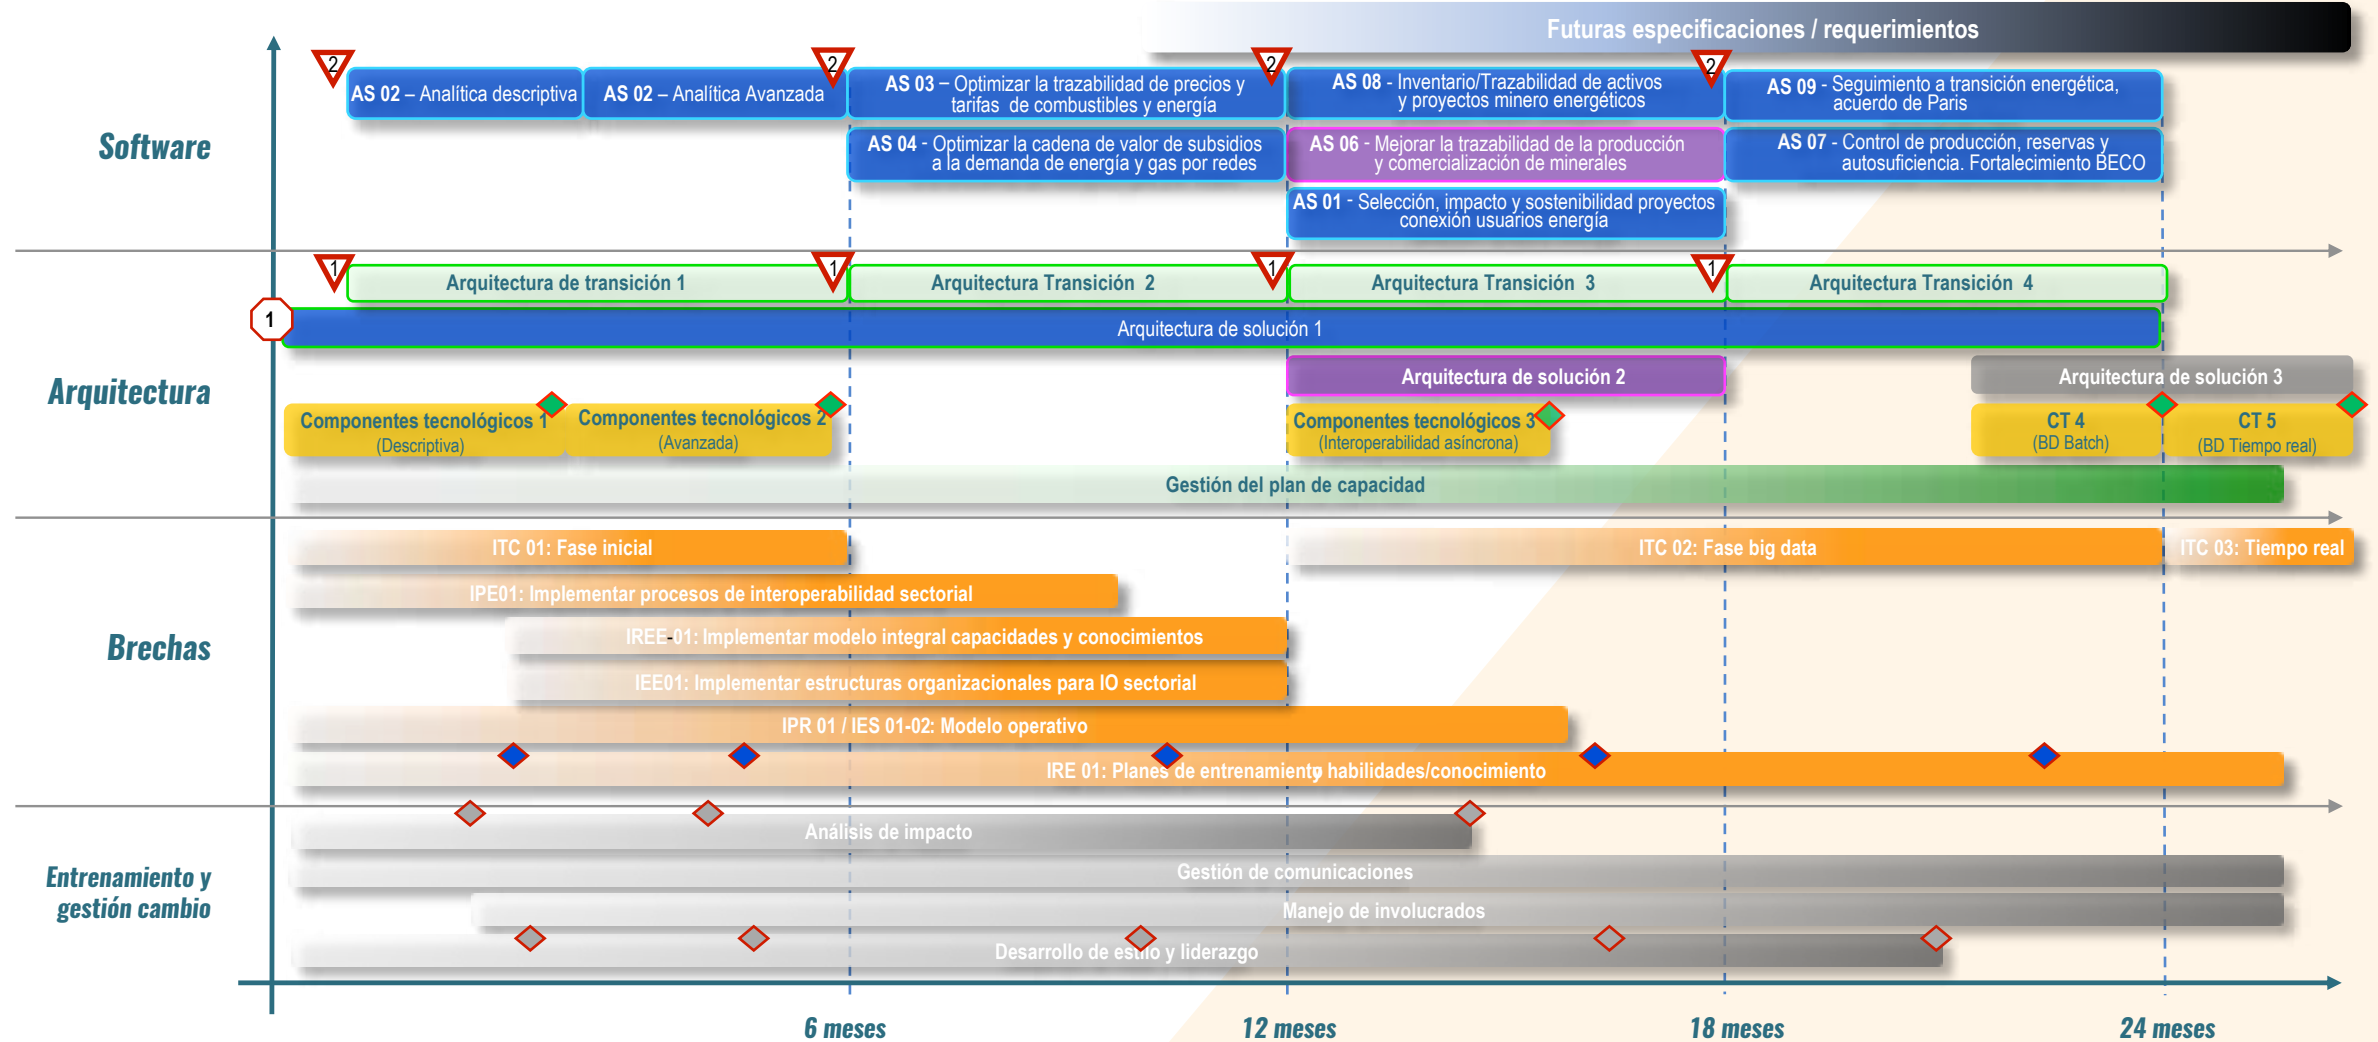 Futuras especificaciones / requerimientos
Software
2
2
2
2
AS 02 – Analítica descriptiva
AS 02 – Analítica Avanzada
AS 03 – Optimizar la trazabilidad de precios y
tarifas de combustibles y energía
AS 08 - Inventario/Trazabilidad de activos
y proyectos minero energéticos
AS 09 - Seguimiento a transición energética,
acuerdo de Paris
AS 04 - Optimizar la cadena de valor de subsidios
a la demanda de energía y gas por redes
AS 06 - Mejorar la trazabilidad de la producción
y comercialización de minerales
AS 07 - Control de producción, reservas y
autosuficiencia. Fortalecimiento BECO
AS 01 - Selección, impacto y sostenibilidad proyectos
conexión usuarios energía
Arquitectura
1
1
1
1
Arquitectura de transición 1
Arquitectura Transición 2
Arquitectura Transición 3
Arquitectura Transición 4
1
Arquitectura de solución 1
Arquitectura de solución 2
Arquitectura de solución 3
Componentes tecnológicos 1
(Descriptiva)
Componentes tecnológicos 2
(Avanzada)
Componentes tecnológicos 3
(Interoperabilidad asíncrona)
CT 4
(BD Batch)
CT 5
(BD Tiempo real)
Gestión del plan de capacidad
Brechas
ITC 01: Fase inicial
ITC 02: Fase big data
ITC 03: Tiempo real
IPE01: Implementar procesos de interoperabilidad sectorial
IREE-01: Implementar modelo integral capacidades y conocimientos
IEE01: Implementar estructuras organizacionales para IO sectorial
IPR 01 / IES 01-02: Modelo operativo
IRE 01: Planes de entrenamiento y habilidades/conocimiento
Entrenamiento y
gestión cambio
Análisis de impacto
Gestión de comunicaciones
Manejo de involucrados
Desarrollo de estilo y liderazgo
6 meses
12 meses
18 meses
24 meses